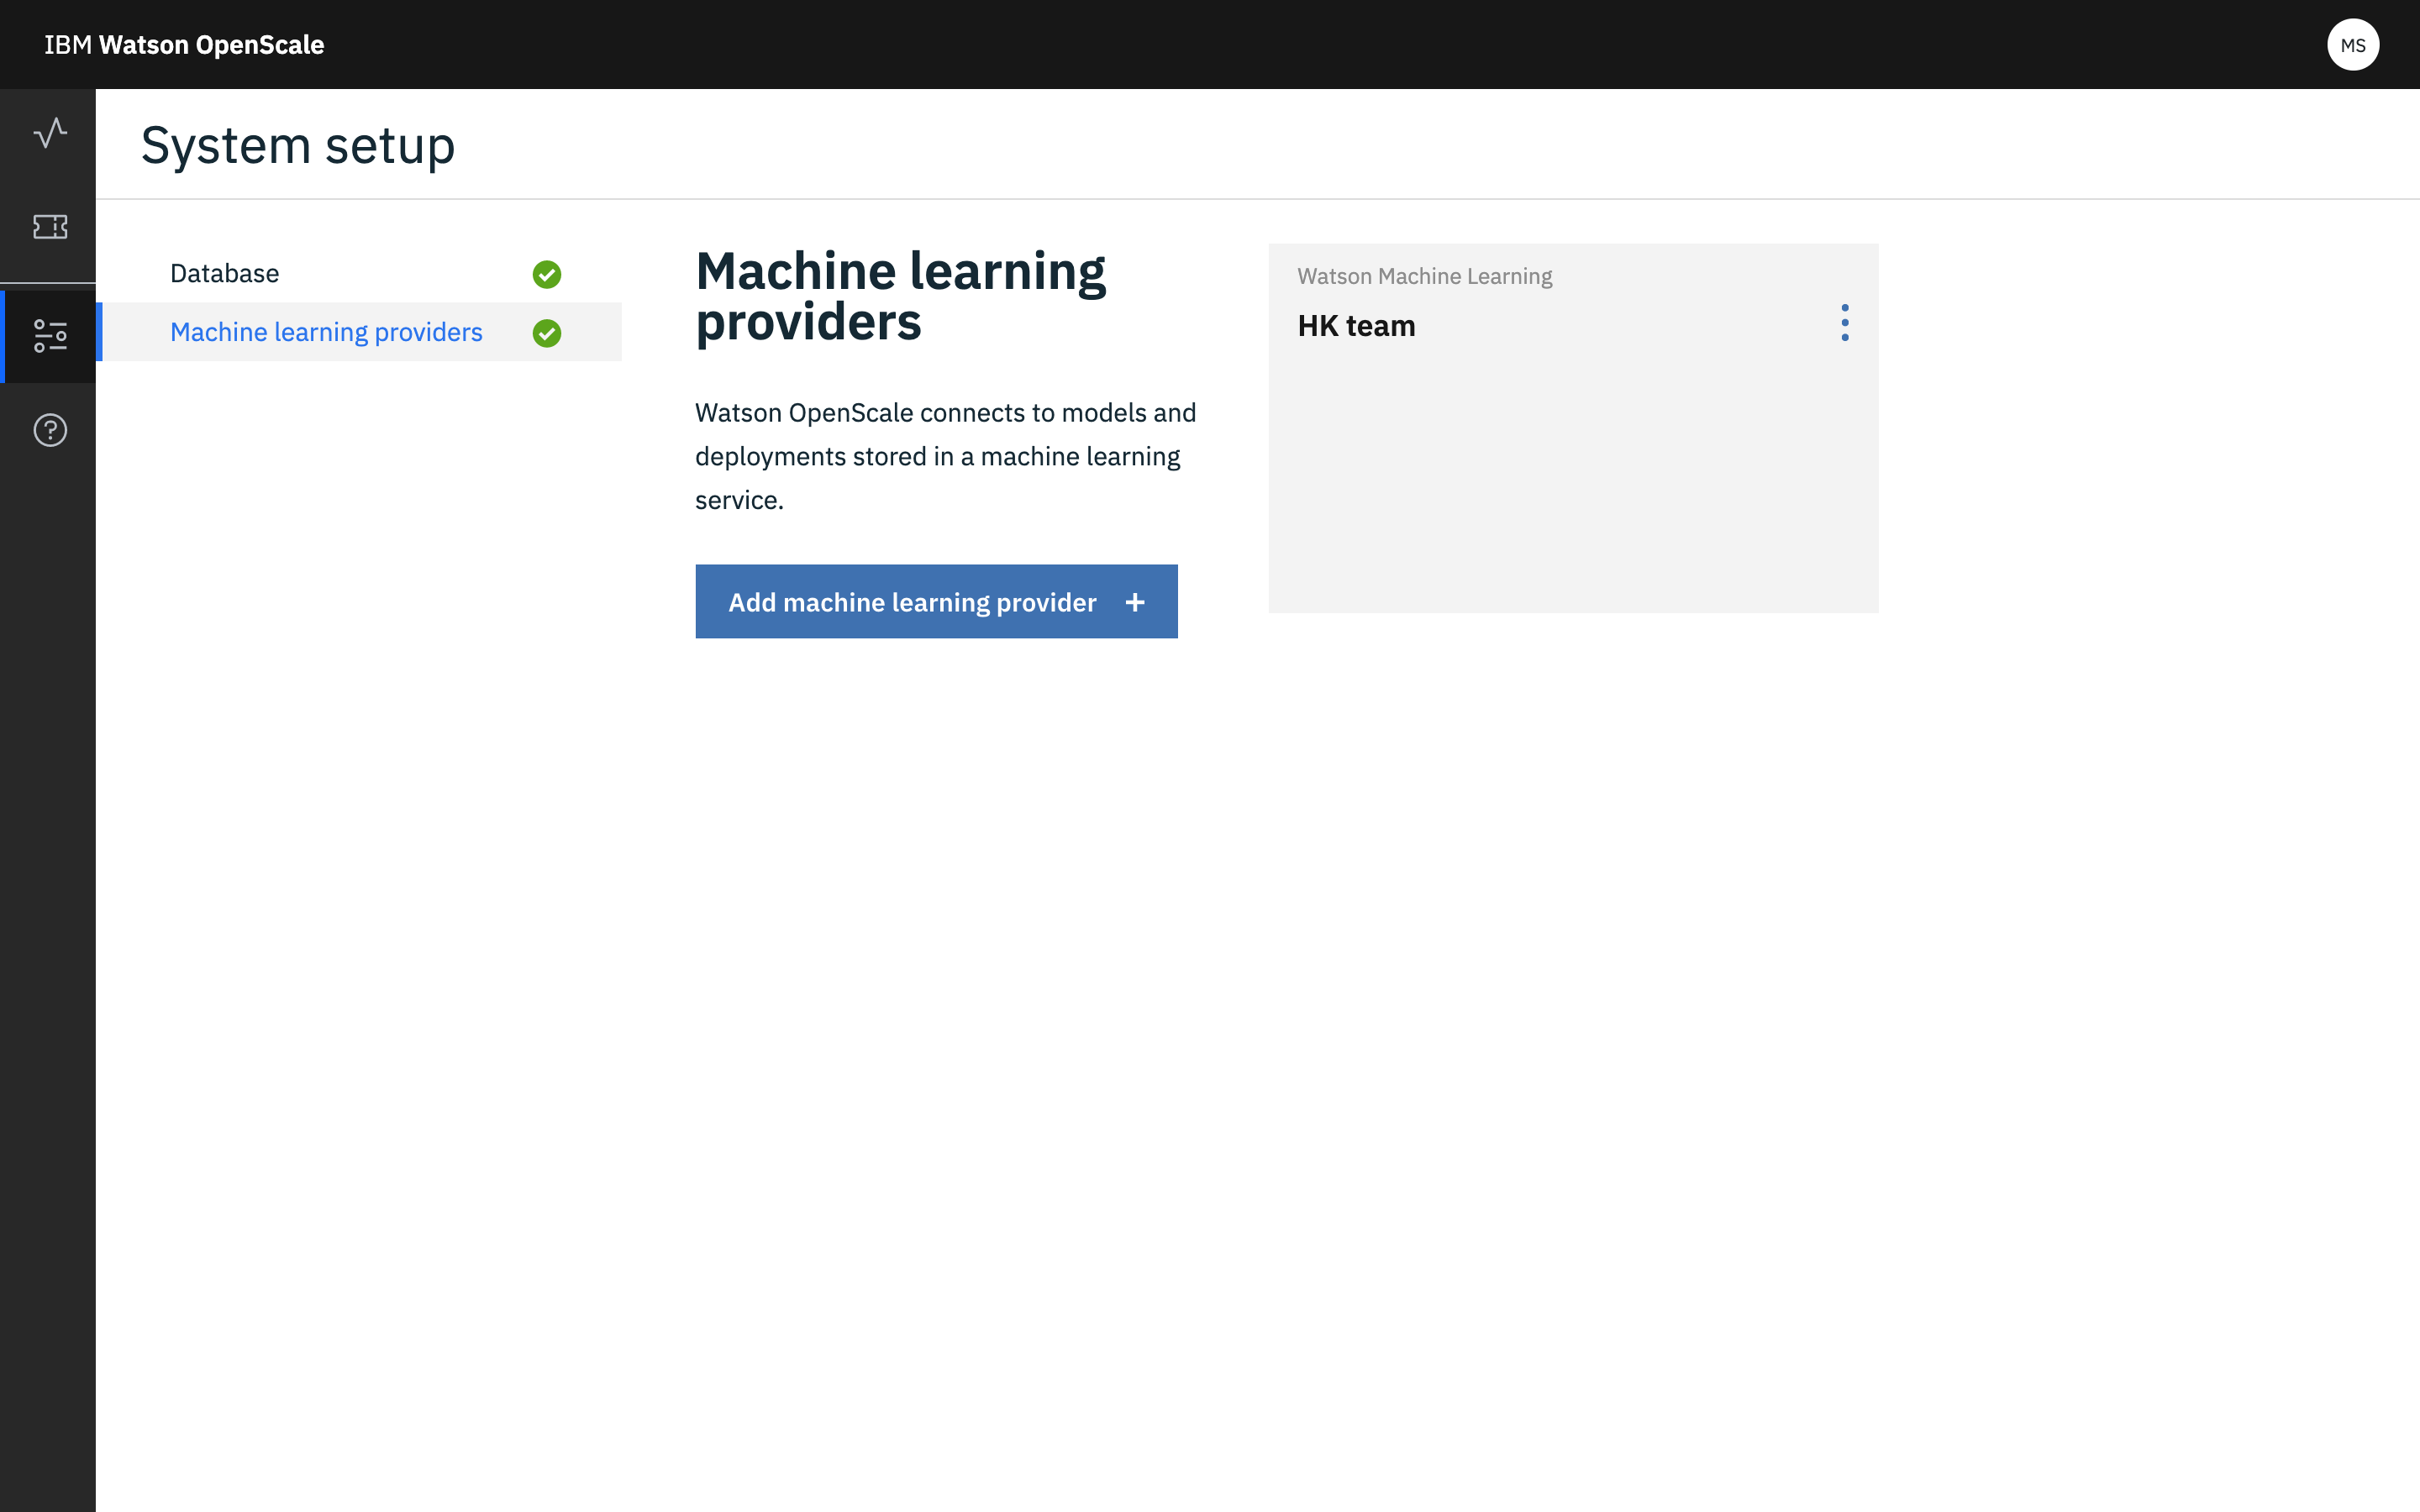 IBM Watson OpenScale
MS
System setup
Database
Machine learning providers
Machine learning
providers
Watson OpenScale connects to models and
deployments stored in a machine learning
service.
Add machine learning provider +
Watson Machine Learning
HK team